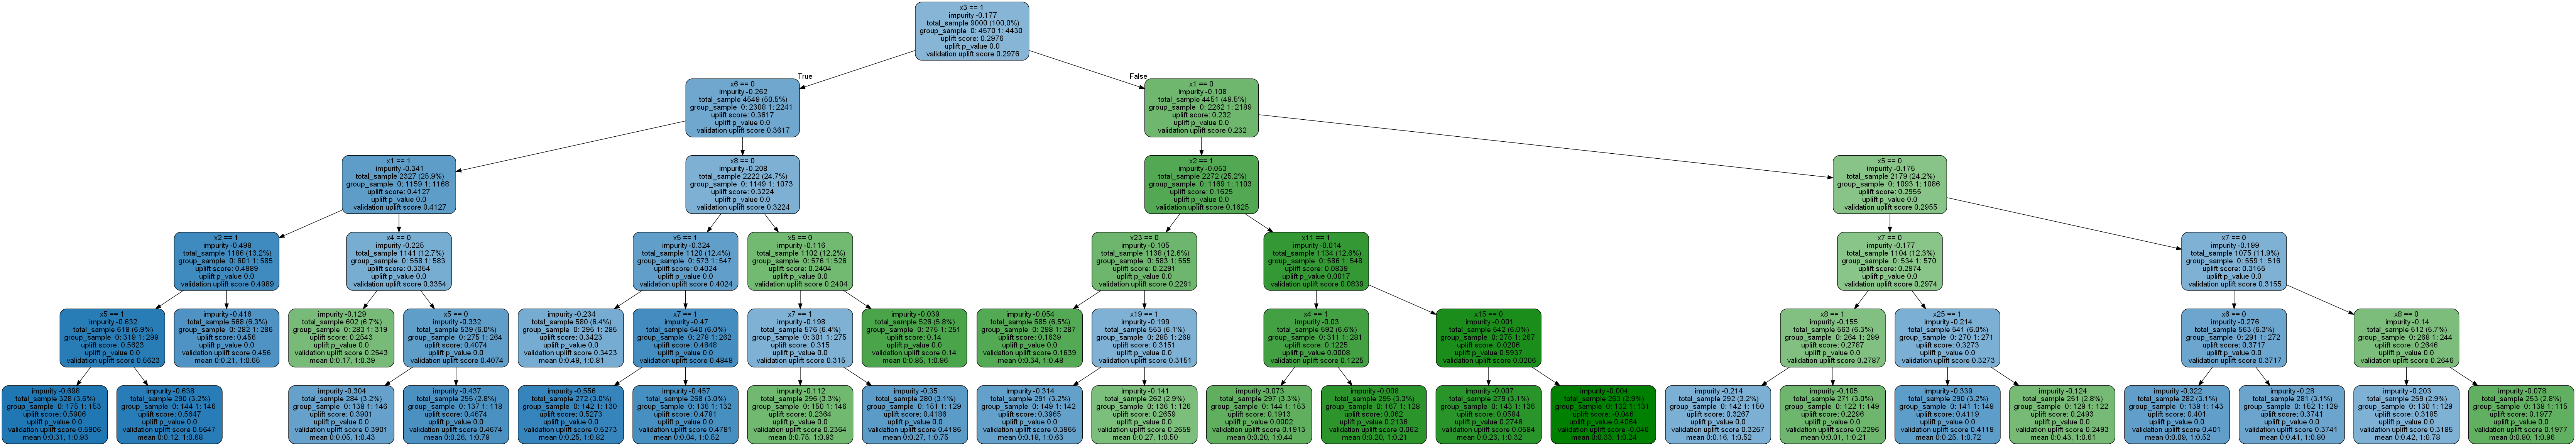 x3 == 1
impurity -0.177
total_sample 9000 (100.0%)
group_sample 0: 4570 1: 4430
uplift score: 0.2976
uplift p_value 0.0
validation uplift score 0.2976
True
False
x6 == 0
impurity -0.262
total_sample 4549 (50.5%)
group_sample 0: 2308 1: 2241
uplift score: 0.3617
uplift p_value 0.0
validation uplift score 0.3617
x1 == 0
impurity -0.108
total_sample 4451 (49.5%)
group_sample 0: 2262 1: 2189
uplift score: 0.232
uplift p_value 0.0
validation uplift score 0.232
x1 == 1
impurity -0.341
total_sample 2327 (25.9%)
group_sample 0: 1159 1: 1168
uplift score: 0.4127
uplift p_value 0.0
validation uplift score 0.4127
x8 == 0
impurity -0.208
total_sample 2222 (24.7%)
group_sample 0: 1149 1: 1073
uplift score: 0.3224
uplift p_value 0.0
validation uplift score 0.3224
x2 == 1
impurity -0.053
total_sample 2272 (25.2%)
group_sample 0: 1169 1: 1103
uplift score: 0.1625
uplift p_value 0.0
validation uplift score 0.1625
x5 == 0
impurity -0.175
total_sample 2179 (24.2%)
group_sample 0: 1093 1: 1086
uplift score: 0.2955
uplift p_value 0.0
validation uplift score 0.2955
x2 == 1
impurity -0.498
total_sample 1186 (13.2%)
group_sample 0: 601 1: 585
uplift score: 0.4989
uplift p_value 0.0
validation uplift score 0.4989
x4 == 0
impurity -0.225
total_sample 1141 (12.7%)
group_sample 0: 558 1: 583
uplift score: 0.3354
uplift p_value 0.0
validation uplift score 0.3354
x5 == 1
impurity -0.324
total_sample 1120 (12.4%)
group_sample 0: 573 1: 547
uplift score: 0.4024
uplift p_value 0.0
validation uplift score 0.4024
x5 == 0
impurity -0.116
total_sample 1102 (12.2%)
group_sample 0: 576 1: 526
uplift score: 0.2404
uplift p_value 0.0
validation uplift score 0.2404
x23 == 0
impurity -0.105
total_sample 1138 (12.6%)
group_sample 0: 583 1: 555
uplift score: 0.2291
uplift p_value 0.0
validation uplift score 0.2291
x11 == 1
impurity -0.014
total_sample 1134 (12.6%)
group_sample 0: 586 1: 548
uplift score: 0.0839
uplift p_value 0.0017
validation uplift score 0.0839
x7 == 0
impurity -0.177
total_sample 1104 (12.3%)
group_sample 0: 534 1: 570
uplift score: 0.2974
uplift p_value 0.0
validation uplift score 0.2974
x7 == 0
impurity -0.199
total_sample 1075 (11.9%)
group_sample 0: 559 1: 516
uplift score: 0.3155
uplift p_value 0.0
validation uplift score 0.3155
x5 == 1
impurity -0.632
total_sample 618 (6.9%)
group_sample 0: 319 1: 299
uplift score: 0.5623
uplift p_value 0.0
validation uplift score 0.5623
impurity -0.416
total_sample 568 (6.3%)
group_sample 0: 282 1: 286
uplift score: 0.456
uplift p_value 0.0
validation uplift score 0.456
mean 0:0.21, 1:0.65
impurity -0.129
total_sample 602 (6.7%)
group_sample 0: 283 1: 319
uplift score: 0.2543
uplift p_value 0.0
validation uplift score 0.2543
mean 0:0.17, 1:0.39
x5 == 0
impurity -0.332
total_sample 539 (6.0%)
group_sample 0: 275 1: 264
uplift score: 0.4074
uplift p_value 0.0
validation uplift score 0.4074
impurity -0.234
total_sample 580 (6.4%)
group_sample 0: 295 1: 285
uplift score: 0.3423
uplift p_value 0.0
validation uplift score 0.3423
mean 0:0.49, 1:0.81
x7 == 1
impurity -0.47
total_sample 540 (6.0%)
group_sample 0: 278 1: 262
uplift score: 0.4848
uplift p_value 0.0
validation uplift score 0.4848
x7 == 1
impurity -0.198
total_sample 576 (6.4%)
group_sample 0: 301 1: 275
uplift score: 0.315
uplift p_value 0.0
validation uplift score 0.315
impurity -0.039
total_sample 526 (5.8%)
group_sample 0: 275 1: 251
uplift score: 0.14
uplift p_value 0.0
validation uplift score 0.14
mean 0:0.85, 1:0.96
impurity -0.054
total_sample 585 (6.5%)
group_sample 0: 298 1: 287
uplift score: 0.1639
uplift p_value 0.0
validation uplift score 0.1639
mean 0:0.34, 1:0.48
x19 == 1
impurity -0.199
total_sample 553 (6.1%)
group_sample 0: 285 1: 268
uplift score: 0.3151
uplift p_value 0.0
validation uplift score 0.3151
x4 == 1
impurity -0.03
total_sample 592 (6.6%)
group_sample 0: 311 1: 281
uplift score: 0.1225
uplift p_value 0.0008
validation uplift score 0.1225
x15 == 0
impurity -0.001
total_sample 542 (6.0%)
group_sample 0: 275 1: 267
uplift score: 0.0206
uplift p_value 0.5937
validation uplift score 0.0206
x8 == 1
impurity -0.155
total_sample 563 (6.3%)
group_sample 0: 264 1: 299
uplift score: 0.2787
uplift p_value 0.0
validation uplift score 0.2787
x25 == 1
impurity -0.214
total_sample 541 (6.0%)
group_sample 0: 270 1: 271
uplift score: 0.3273
uplift p_value 0.0
validation uplift score 0.3273
x6 == 0
impurity -0.276
total_sample 563 (6.3%)
group_sample 0: 291 1: 272
uplift score: 0.3717
uplift p_value 0.0
validation uplift score 0.3717
x8 == 0
impurity -0.14
total_sample 512 (5.7%)
group_sample 0: 268 1: 244
uplift score: 0.2646
uplift p_value 0.0
validation uplift score 0.2646
impurity -0.698
total_sample 328 (3.6%)
group_sample 0: 175 1: 153
uplift score: 0.5906
uplift p_value 0.0
validation uplift score 0.5906
mean 0:0.31, 1:0.93
impurity -0.638
total_sample 290 (3.2%)
group_sample 0: 144 1: 146
uplift score: 0.5647
uplift p_value 0.0
validation uplift score 0.5647
mean 0:0.12, 1:0.68
impurity -0.304
total_sample 284 (3.2%)
group_sample 0: 138 1: 146
uplift score: 0.3901
uplift p_value 0.0
validation uplift score 0.3901
mean 0:0.05, 1:0.43
impurity -0.437
total_sample 255 (2.8%)
group_sample 0: 137 1: 118
uplift score: 0.4674
uplift p_value 0.0
validation uplift score 0.4674
mean 0:0.26, 1:0.79
impurity -0.556
total_sample 272 (3.0%)
group_sample 0: 142 1: 130
uplift score: 0.5273
uplift p_value 0.0
validation uplift score 0.5273
mean 0:0.25, 1:0.82
impurity -0.457
total_sample 268 (3.0%)
group_sample 0: 136 1: 132
uplift score: 0.4781
uplift p_value 0.0
validation uplift score 0.4781
mean 0:0.04, 1:0.52
impurity -0.112
total_sample 296 (3.3%)
group_sample 0: 150 1: 146
uplift score: 0.2364
uplift p_value 0.0
validation uplift score 0.2364
mean 0:0.75, 1:0.93
impurity -0.35
total_sample 280 (3.1%)
group_sample 0: 151 1: 129
uplift score: 0.4186
uplift p_value 0.0
validation uplift score 0.4186
mean 0:0.27, 1:0.75
impurity -0.314
total_sample 291 (3.2%)
group_sample 0: 149 1: 142
uplift score: 0.3965
uplift p_value 0.0
validation uplift score 0.3965
mean 0:0.18, 1:0.63
impurity -0.141
total_sample 262 (2.9%)
group_sample 0: 136 1: 126
uplift score: 0.2659
uplift p_value 0.0
validation uplift score 0.2659
mean 0:0.27, 1:0.50
impurity -0.073
total_sample 297 (3.3%)
group_sample 0: 144 1: 153
uplift score: 0.1913
uplift p_value 0.0002
validation uplift score 0.1913
mean 0:0.20, 1:0.44
impurity -0.008
total_sample 295 (3.3%)
group_sample 0: 167 1: 128
uplift score: 0.062
uplift p_value 0.2136
validation uplift score 0.062
mean 0:0.20, 1:0.21
impurity -0.007
total_sample 279 (3.1%)
group_sample 0: 143 1: 136
uplift score: 0.0584
uplift p_value 0.2746
validation uplift score 0.0584
mean 0:0.23, 1:0.32
impurity -0.004
total_sample 263 (2.9%)
group_sample 0: 132 1: 131
uplift score: -0.046
uplift p_value 0.4064
validation uplift score -0.046
mean 0:0.33, 1:0.24
impurity -0.214
total_sample 292 (3.2%)
group_sample 0: 142 1: 150
uplift score: 0.3267
uplift p_value 0.0
validation uplift score 0.3267
mean 0:0.16, 1:0.52
impurity -0.105
total_sample 271 (3.0%)
group_sample 0: 122 1: 149
uplift score: 0.2296
uplift p_value 0.0
validation uplift score 0.2296
mean 0:0.01, 1:0.21
impurity -0.339
total_sample 290 (3.2%)
group_sample 0: 141 1: 149
uplift score: 0.4119
uplift p_value 0.0
validation uplift score 0.4119
mean 0:0.25, 1:0.72
impurity -0.124
total_sample 251 (2.8%)
group_sample 0: 129 1: 122
uplift score: 0.2493
uplift p_value 0.0
validation uplift score 0.2493
mean 0:0.43, 1:0.61
impurity -0.322
total_sample 282 (3.1%)
group_sample 0: 139 1: 143
uplift score: 0.401
uplift p_value 0.0
validation uplift score 0.401
mean 0:0.09, 1:0.52
impurity -0.28
total_sample 281 (3.1%)
group_sample 0: 152 1: 129
uplift score: 0.3741
uplift p_value 0.0
validation uplift score 0.3741
mean 0:0.41, 1:0.80
impurity -0.203
total_sample 259 (2.9%)
group_sample 0: 130 1: 129
uplift score: 0.3185
uplift p_value 0.0
validation uplift score 0.3185
mean 0:0.42, 1:0.78
impurity -0.078
total_sample 253 (2.8%)
group_sample 0: 138 1: 115
uplift score: 0.1977
uplift p_value 0.0
validation uplift score 0.1977
mean 0:0.80, 1:0.96